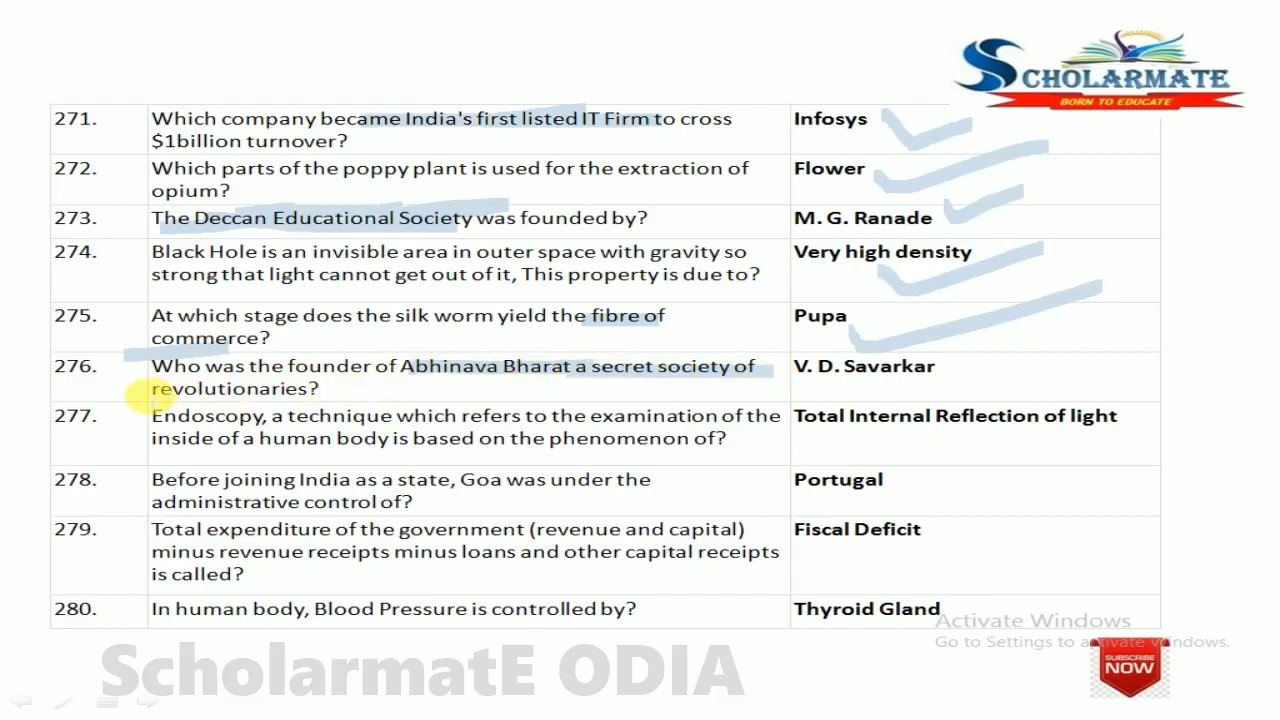 SCHOLARMATE
BORN TO EDUCATE
271. Which company became India's first listed IT Firm to cross Infosys
$1billion turnover?
272. Which parts of the poppy plant is used for the extraction of Flower
opium?
273. The Deccan Educational Society was founded by? M. G. Ranade
274. Black Hole is an invisible area in outer space with gravity so Very high density
strong that light cannot get out of it, This property is due to?
275. At which stage does the silk worm yield the fibre of Pupa
commerce?
276. Who was the founder of Abhinava Bharat a secret society of V. D. Savarkar
revolutionaries?
277. Endoscopy, a technique which refers to the examination of the Total Internal Reflection of light
inside of a human body is based on the phenomenon of?
278. Before joining India as a state, Goa was under the Portugal
administrative control of?
279. Total expenditure of the government (revenue and capital) Fiscal Deficit
minus revenue receipts minus loans and other capital receipts
is called?
280. In human body, Blood Pressure is controlled by? Thyroid Gland
Activate Windows
Go to Settings to activate Windows.
SUBSCRIBE
NOW
ScholarmatE ODIA